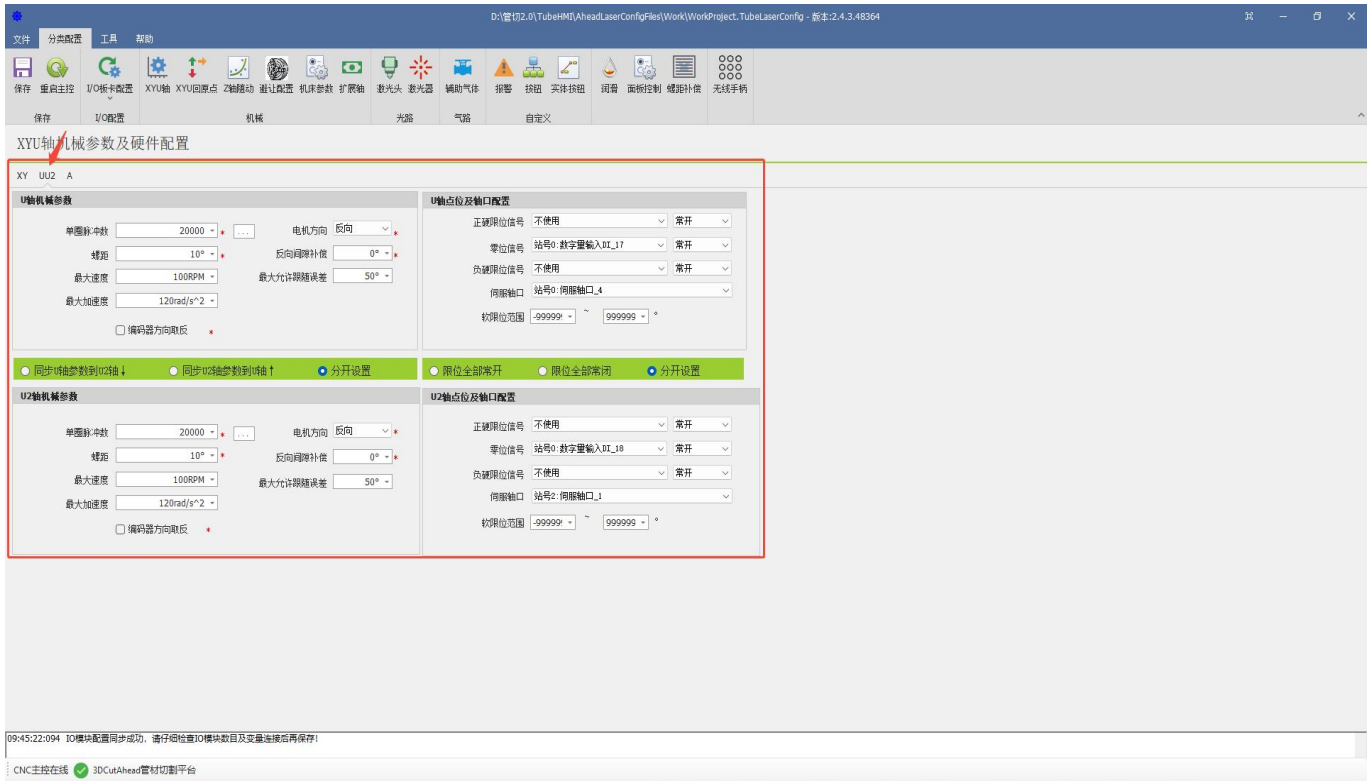 D:\管切2.0\TubeHMI\AheadLaserConfigFiles\Work\WorkProject.TubeLaserConfig - 版本:2.4.3.48364
文件 分类配置 工具 帮助
保存 重启主控 I/O板卡配置 XYU轴 XYU回原点 Z轴随动 避让配置 机床参数 扩展轴 激光头 激光器 辅助气体 报警 按钮 实体按钮 润滑 面板控制 螺距补偿 无线手柄
保存 I/O配置 机械 光路 气路 自定义
XYU轴机械参数及硬件配置
XY UU2 A
U轴机械参数
单圈脉冲数 20000 * ... 电机方向 反向 *
螺距 10° * 反向间隙补偿 0° *
最大速度 100RPM 最大允许跟随误差 50°
最大加速度 120rad/s^2
编码器方向取反 *
U轴点位及轴口配置
正硬限位信号 不使用 常开
零位信号 站号0:数字量输入DI_17 常开
负硬限位信号 不使用 常开
伺服轴口 站号0:伺服轴口_4
软限位范围 -99999 ~ 999999 °
同步U轴参数到U2轴↓ 同步U2轴参数到U轴↑ 分开设置
限位全部常开 限位全部常闭 分开设置
U2轴机械参数
单圈脉冲数 20000 * ... 电机方向 反向 *
螺距 10° * 反向间隙补偿 0° *
最大速度 100RPM 最大允许跟随误差 50°
最大加速度 120rad/s^2
编码器方向取反 *
U2轴点位及轴口配置
正硬限位信号 不使用 常开
零位信号 站号0:数字量输入DI_18 常开
负硬限位信号 不使用 常开
伺服轴口 站号2:伺服轴口_1
软限位范围 -99999 ~ 999999 °
09:45:22:094 IO模块配置同步成功, 请仔细检查IO模块数目及变量连接后再保存!
CNC主控在线 3DCutAhead管材切割平台